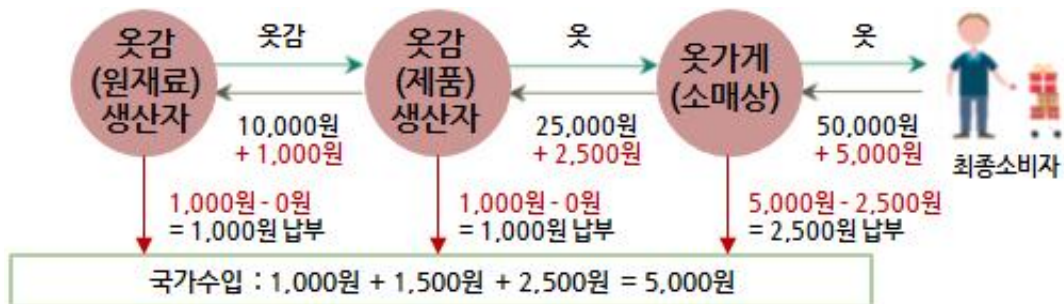 옷감
(원재료)
생산자
옷감
옷감
(제품)
생산자
옷
옷가게
(소매상)
옷
10,000원
+ 1,000원
25,000원
+ 2,500원
50,000원
+ 5,000원
최종소비자
1,000원 - 0원
= 1,000원 납부
1,000원 - 0원
= 1,000원 납부
5,000원 - 2,500원
= 2,500원 납부
국가수입 : 1,000원 + 1,500원 + 2,500원 = 5,000원